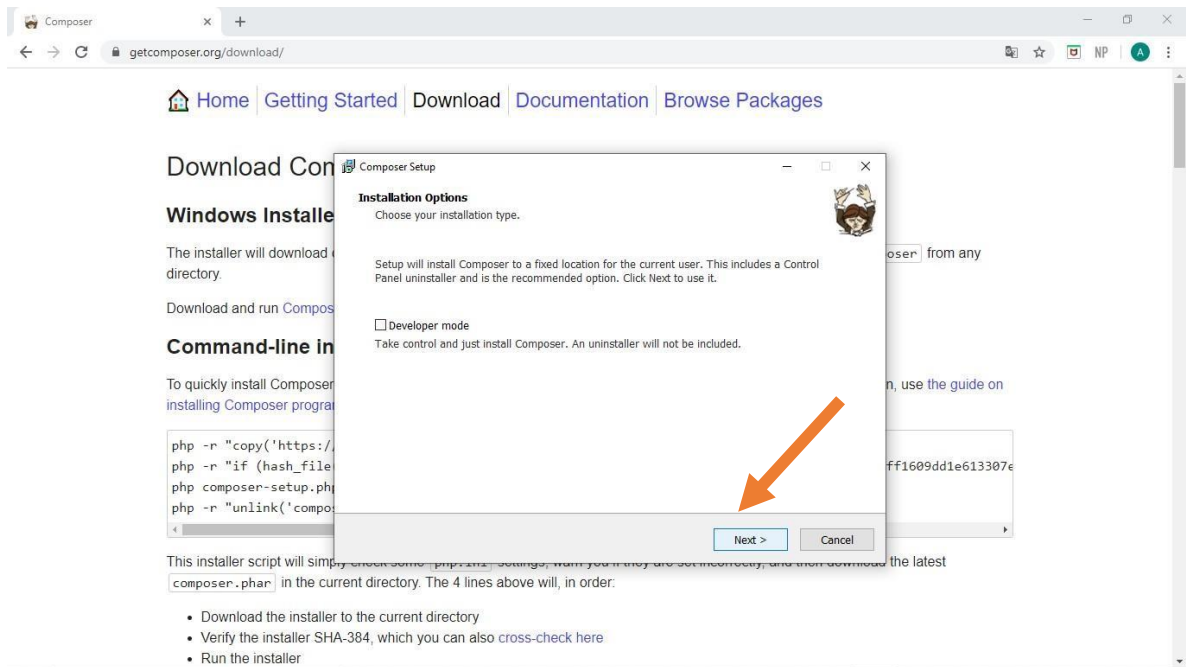 Composer
getcomposer.org/download/
NP
A
Home Getting Started Download Documentation Browse Packages
Download Com
Windows Installe
The installer will download
oser from any
directory.
Download and run Compos
Command-line in
To quickly install Composer
n, use the guide on
installing Composer progra
php -r "copy('https:/
php -r "if (hash_file
ff1609dd1e613307e
php composer-setup.php
php -r "unlink('compos
Composer Setup
Installation Options
Choose your installation type.
Setup will install Composer to a fixed location for the current user. This includes a Control
Panel uninstaller and is the recommended option. Click Next to use it.
Developer mode
Take control and just install Composer. An uninstaller will not be included.
Next >
Cancel
This installer script will simply check some php.ini settings, warn you if they are set incorrectly, and then download the latest
composer.phar in the current directory. The 4 lines above will, in order:
• Download the installer to the current directory
• Verify the installer SHA-384, which you can also cross-check here
• Run the installer